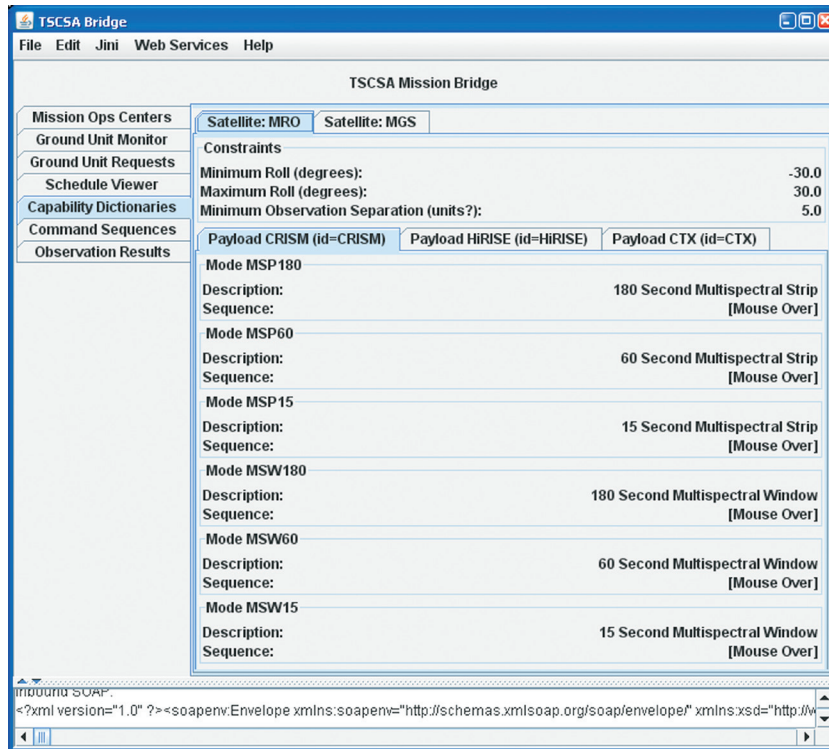 TSCSA Bridge
File Edit Jini Web Services Help
TSCSA Mission Bridge
Mission Ops Centers
Ground Unit Monitor
Ground Unit Requests
Schedule Viewer
Capability Dictionaries
Command Sequences
Observation Results
Satellite: MRO Satellite: MGS
Constraints
Minimum Roll (degrees): -30.0
Maximum Roll (degrees): 30.0
Minimum Observation Separation (units?): 5.0
Payload CRISM (id=CRISM) Payload HiRISE (id=HiRISE) Payload CTX (id=CTX)
Mode MSP180
Description: 180 Second Multispectral Strip
Sequence: [Mouse Over]
Mode MSP60
Description: 60 Second Multispectral Strip
Sequence: [Mouse Over]
Mode MSP15
Description: 15 Second Multispectral Strip
Sequence: [Mouse Over]
Mode MSW180
Description: 180 Second Multispectral Window
Sequence: [Mouse Over]
Mode MSW60
Description: 60 Second Multispectral Window
Sequence: [Mouse Over]
Mode MSW15
Description: 15 Second Multispectral Window
Sequence: [Mouse Over]
Inbound SOAP:
<?xml version="1.0" ?><soapenv:Envelope xmlns:soapenv="http://schemas.xmlsoap.org/soap/envelope/" xmlns:xsd="http://